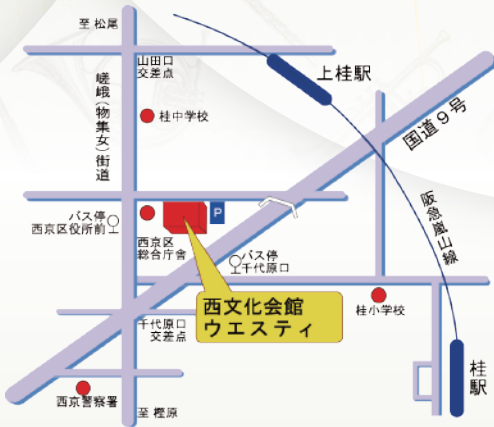 至 松尾
山田口
交差点
上桂駅
嵯峨(物集女)街道
桂中学校
国道9号
阪急嵐山線
バス停
西京区役所前
西京区
総合庁舎
P
バス停
千代原口
西文化会館
ウエスティ
桂小学校
千代原口
交差点
桂駅
西京警察署
至 樫原